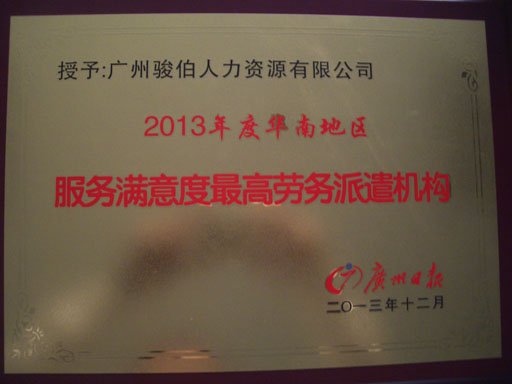 授予:广州骏伯人力资源有限公司
2013年度华南地区
服务满意度最高劳务派遣机构
廣州日报
二〇一三年十二月